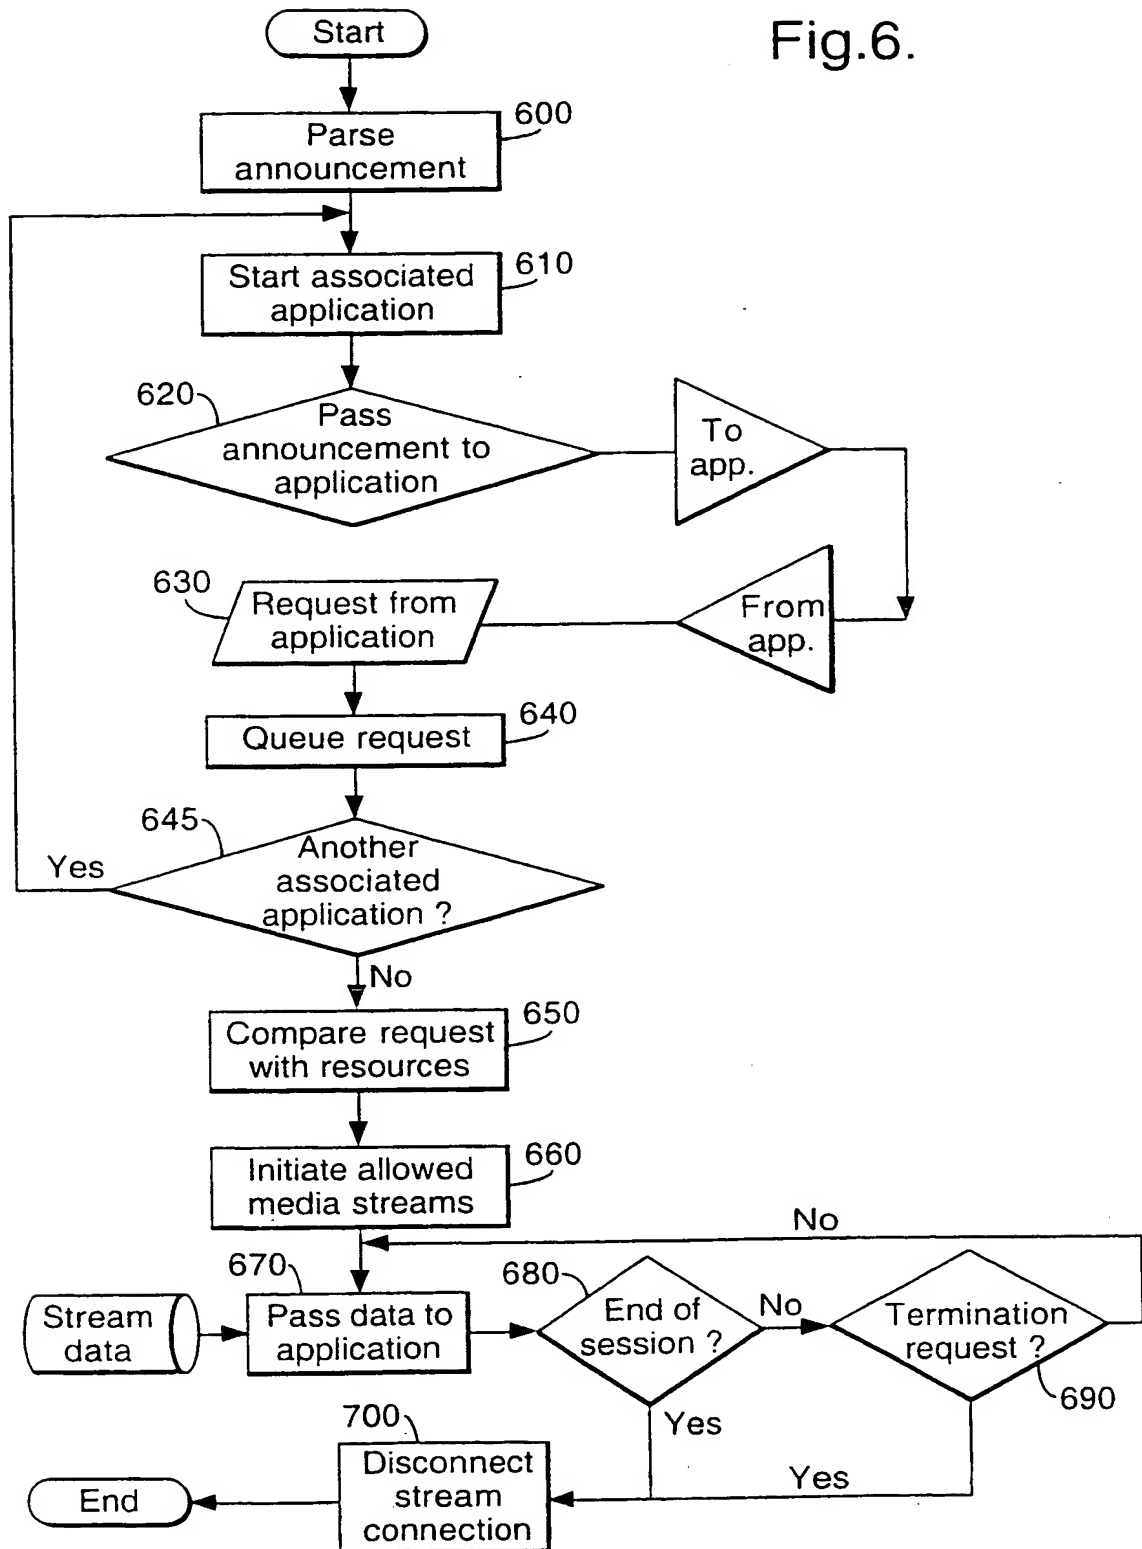 Fig.6.
Start
600
Parse
announcement
610
Start associated
application
620
Pass
announcement to
application
To
app.
630
Request from
application
From
app.
640
Queue request
645
Another
associated
application ?
Yes
No
650
Compare request
with resources
660
Initiate allowed
media streams
No
670
680
Stream
data
Pass data to
application
End of
session ?
No
Termination
request ?
690
Yes
700
Yes
Disconnect
stream
connection
End